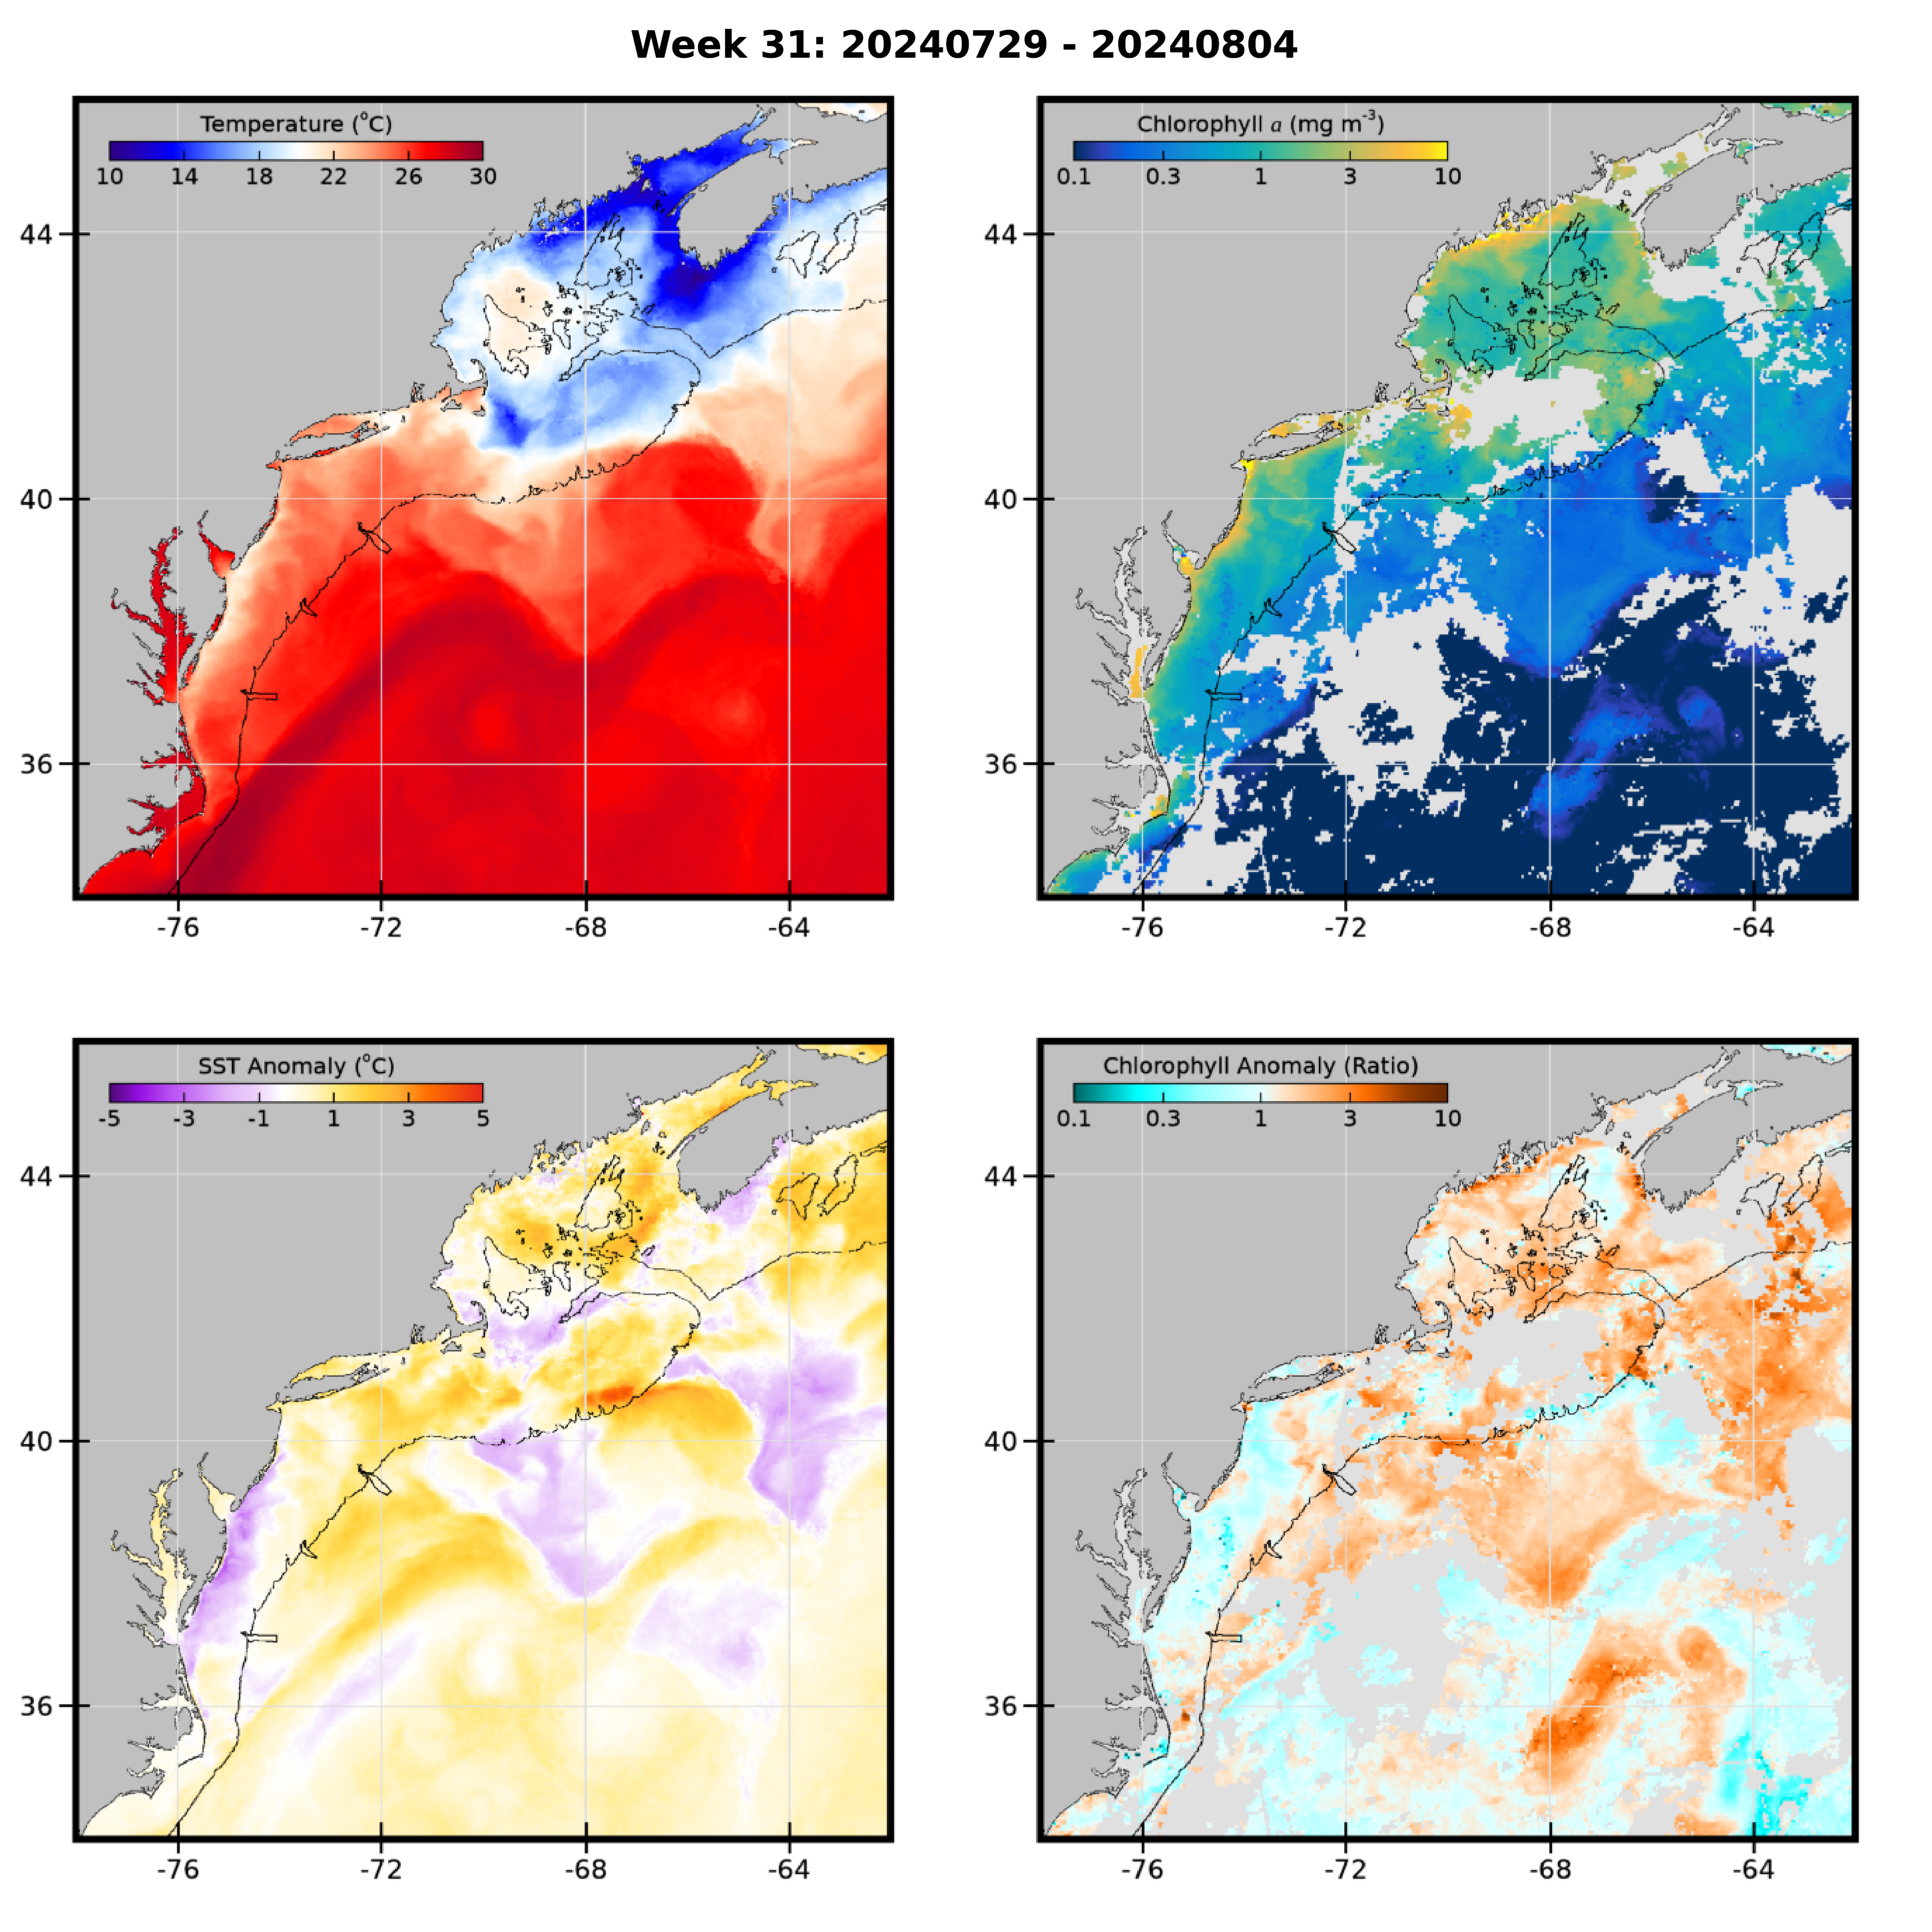 Week 31: 20240729 - 20240804
Temperature (°C)
10 14 18 22 26 30
44
40
36
-76 -72 -68 -64
Chlorophyll a (mg m⁻³)
0.1 0.3 1 3 10
44
40
36
-76 -72 -68 -64
SST Anomaly (°C)
-5 -3 -1 1 3 5
44
40
36
-76 -72 -68 -64
Chlorophyll Anomaly (Ratio)
0.1 0.3 1 3 10
44
40
36
-76 -72 -68 -64